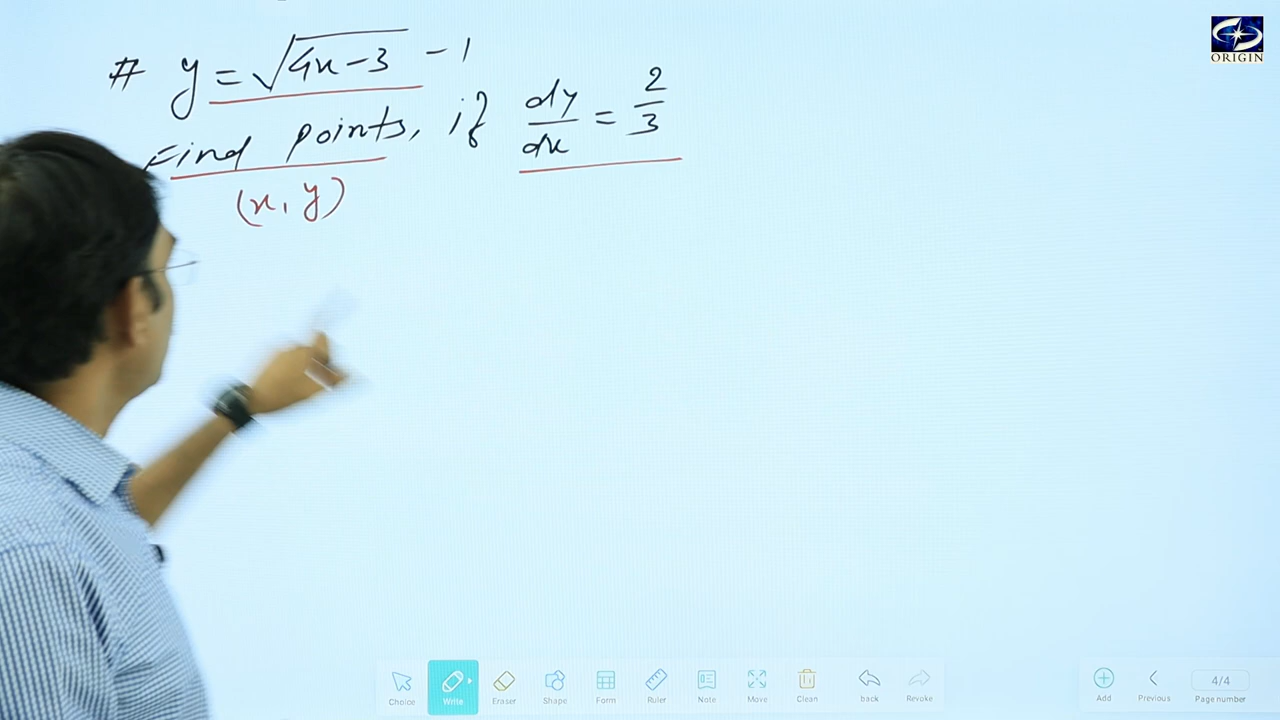 # y = √(4x-3) - 1
Find points, if dy/dx = 2/3
(x, y)
ORIGIN
Choice Write Eraser Shape Form Ruler Note Move Clean back Revoke Add Previous 4/4 Page number